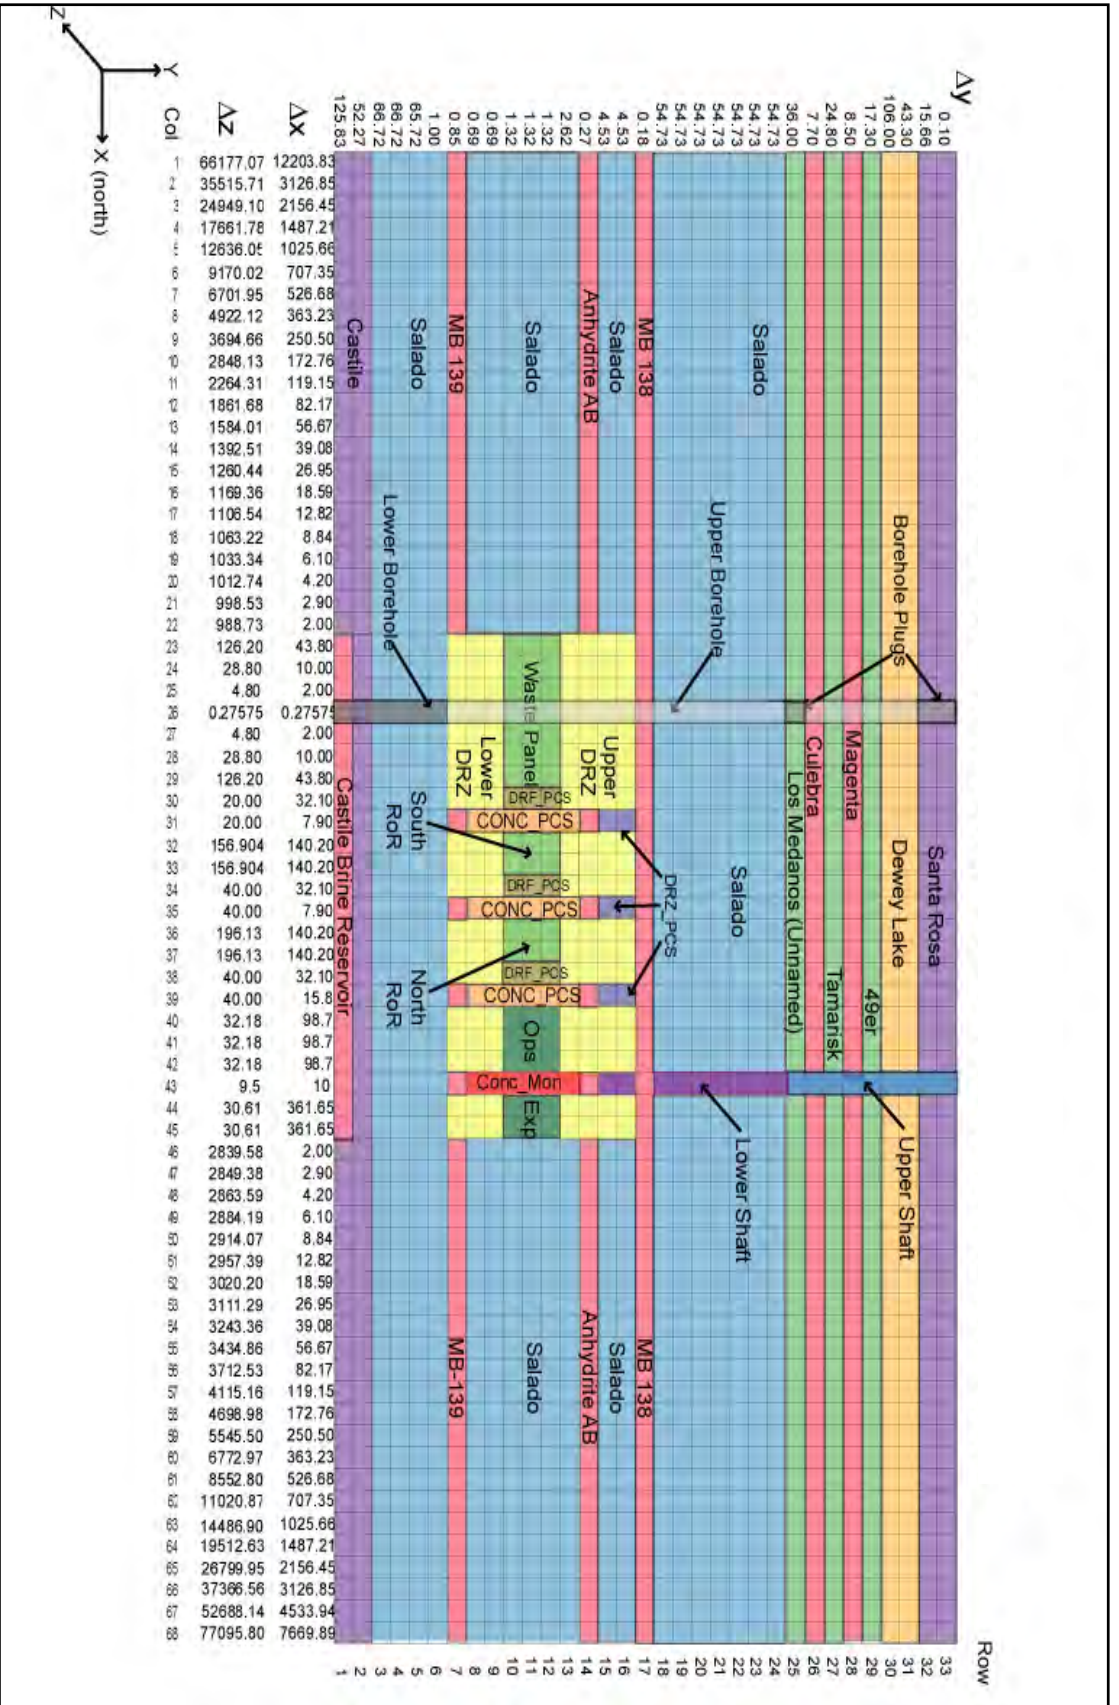 Z
Y
X (north)
Δy
0.10
15.66
43.30
106.00
17.30
8.50
24.80
7.70
36.00
54.73
54.73
54.73
54.73
54.73
54.73
54.73
0.18
4.53
4.53
0.27
2.62
1.32
1.32
1.32
0.69
0.69
0.85
1.00
65.72
66.72
66.72
52.27
125.83
Col Δz Δx
1 66177.07 12203.83
2 35515.71 3126.85
3 24949.10 2156.45
4 17661.78 1487.21
5 12636.05 1025.66
6 9170.02 707.35
7 6701.95 526.68
8 4922.12 363.23
9 3694.66 250.50
10 2848.13 172.76
11 2264.31 119.15
12 1861.68 82.17
13 1584.01 56.67
14 1392.51 39.08
15 1260.44 26.95
16 1169.36 18.59
17 1106.54 12.82
18 1063.22 8.84
19 1033.34 6.10
20 1012.74 4.20
21 998.53 2.90
22 988.73 2.00
23 126.20 43.80
24 28.80 10.00
25 4.80 2.00
26 0.27575 0.27575
27 4.80 2.00
28 28.80 10.00
29 126.20 43.80
30 20.00 32.10
31 20.00 7.90
32 156.904 140.20
33 156.904 140.20
34 40.00 32.10
35 40.00 7.90
36 196.13 140.20
37 196.13 140.20
38 40.00 32.10
39 40.00 15.8
40 32.18 98.7
41 32.18 98.7
42 32.18 98.7
43 9.5 10
44 30.61 361.65
45 30.61 361.65
46 2839.58 2.00
47 2849.38 2.90
48 2863.59 4.20
49 2884.19 6.10
50 2914.07 8.84
51 2957.39 12.82
52 3020.20 18.59
53 3111.29 26.95
54 3243.36 39.08
55 3434.86 56.67
56 3712.53 82.17
57 4115.16 119.15
58 4698.98 172.76
59 5545.50 250.50
60 6772.97 363.23
61 8552.80 526.68
62 11020.87 707.35
63 14486.90 1025.66
64 19512.63 1487.21
65 26799.95 2156.45
66 37366.56 3126.85
67 52688.14 4533.94
68 77095.80 7669.89
Salado
MB 138
Salado
Anhydrite AB
Salado
MB 139
Salado
Castile
Borehole Plugs
Upper Borehole
Lower Borehole
Santa Rosa
Dewey Lake
49er
Magenta
Tamarisk
Culebra
Los Medanos (Unnamed)
Salado
Upper
DRZ
Waste Panel
Lower
DRZ
DRF_PCS
CONC_PCS
DRZ_PCS
South
RoR
DRF_PCS
CONC_PCS
North
RoR
DRF_PCS
CONC_PCS
Ops
Conc_Mon
Exp
Castile Brine Reservoir
Upper Shaft
Lower Shaft
MB 138
Salado
Anhydrite AB
Salado
MB-139
Row
33
32
31
30
29
28
27
26
25
24
23
22
21
20
19
18
17
16
15
14
13
12
11
10
9
8
7
6
5
4
3
2
1